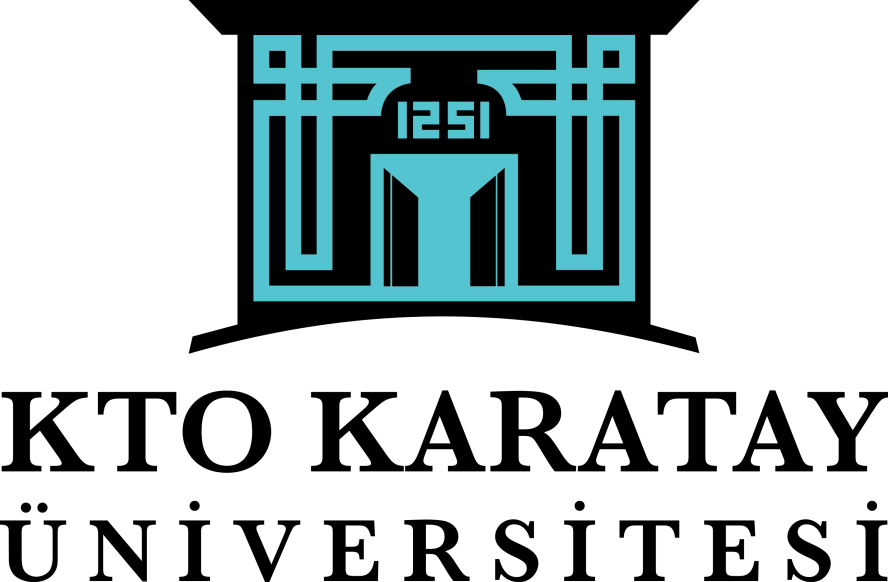 1251
KTO KARATAY
ÜNİVERSİTESİ